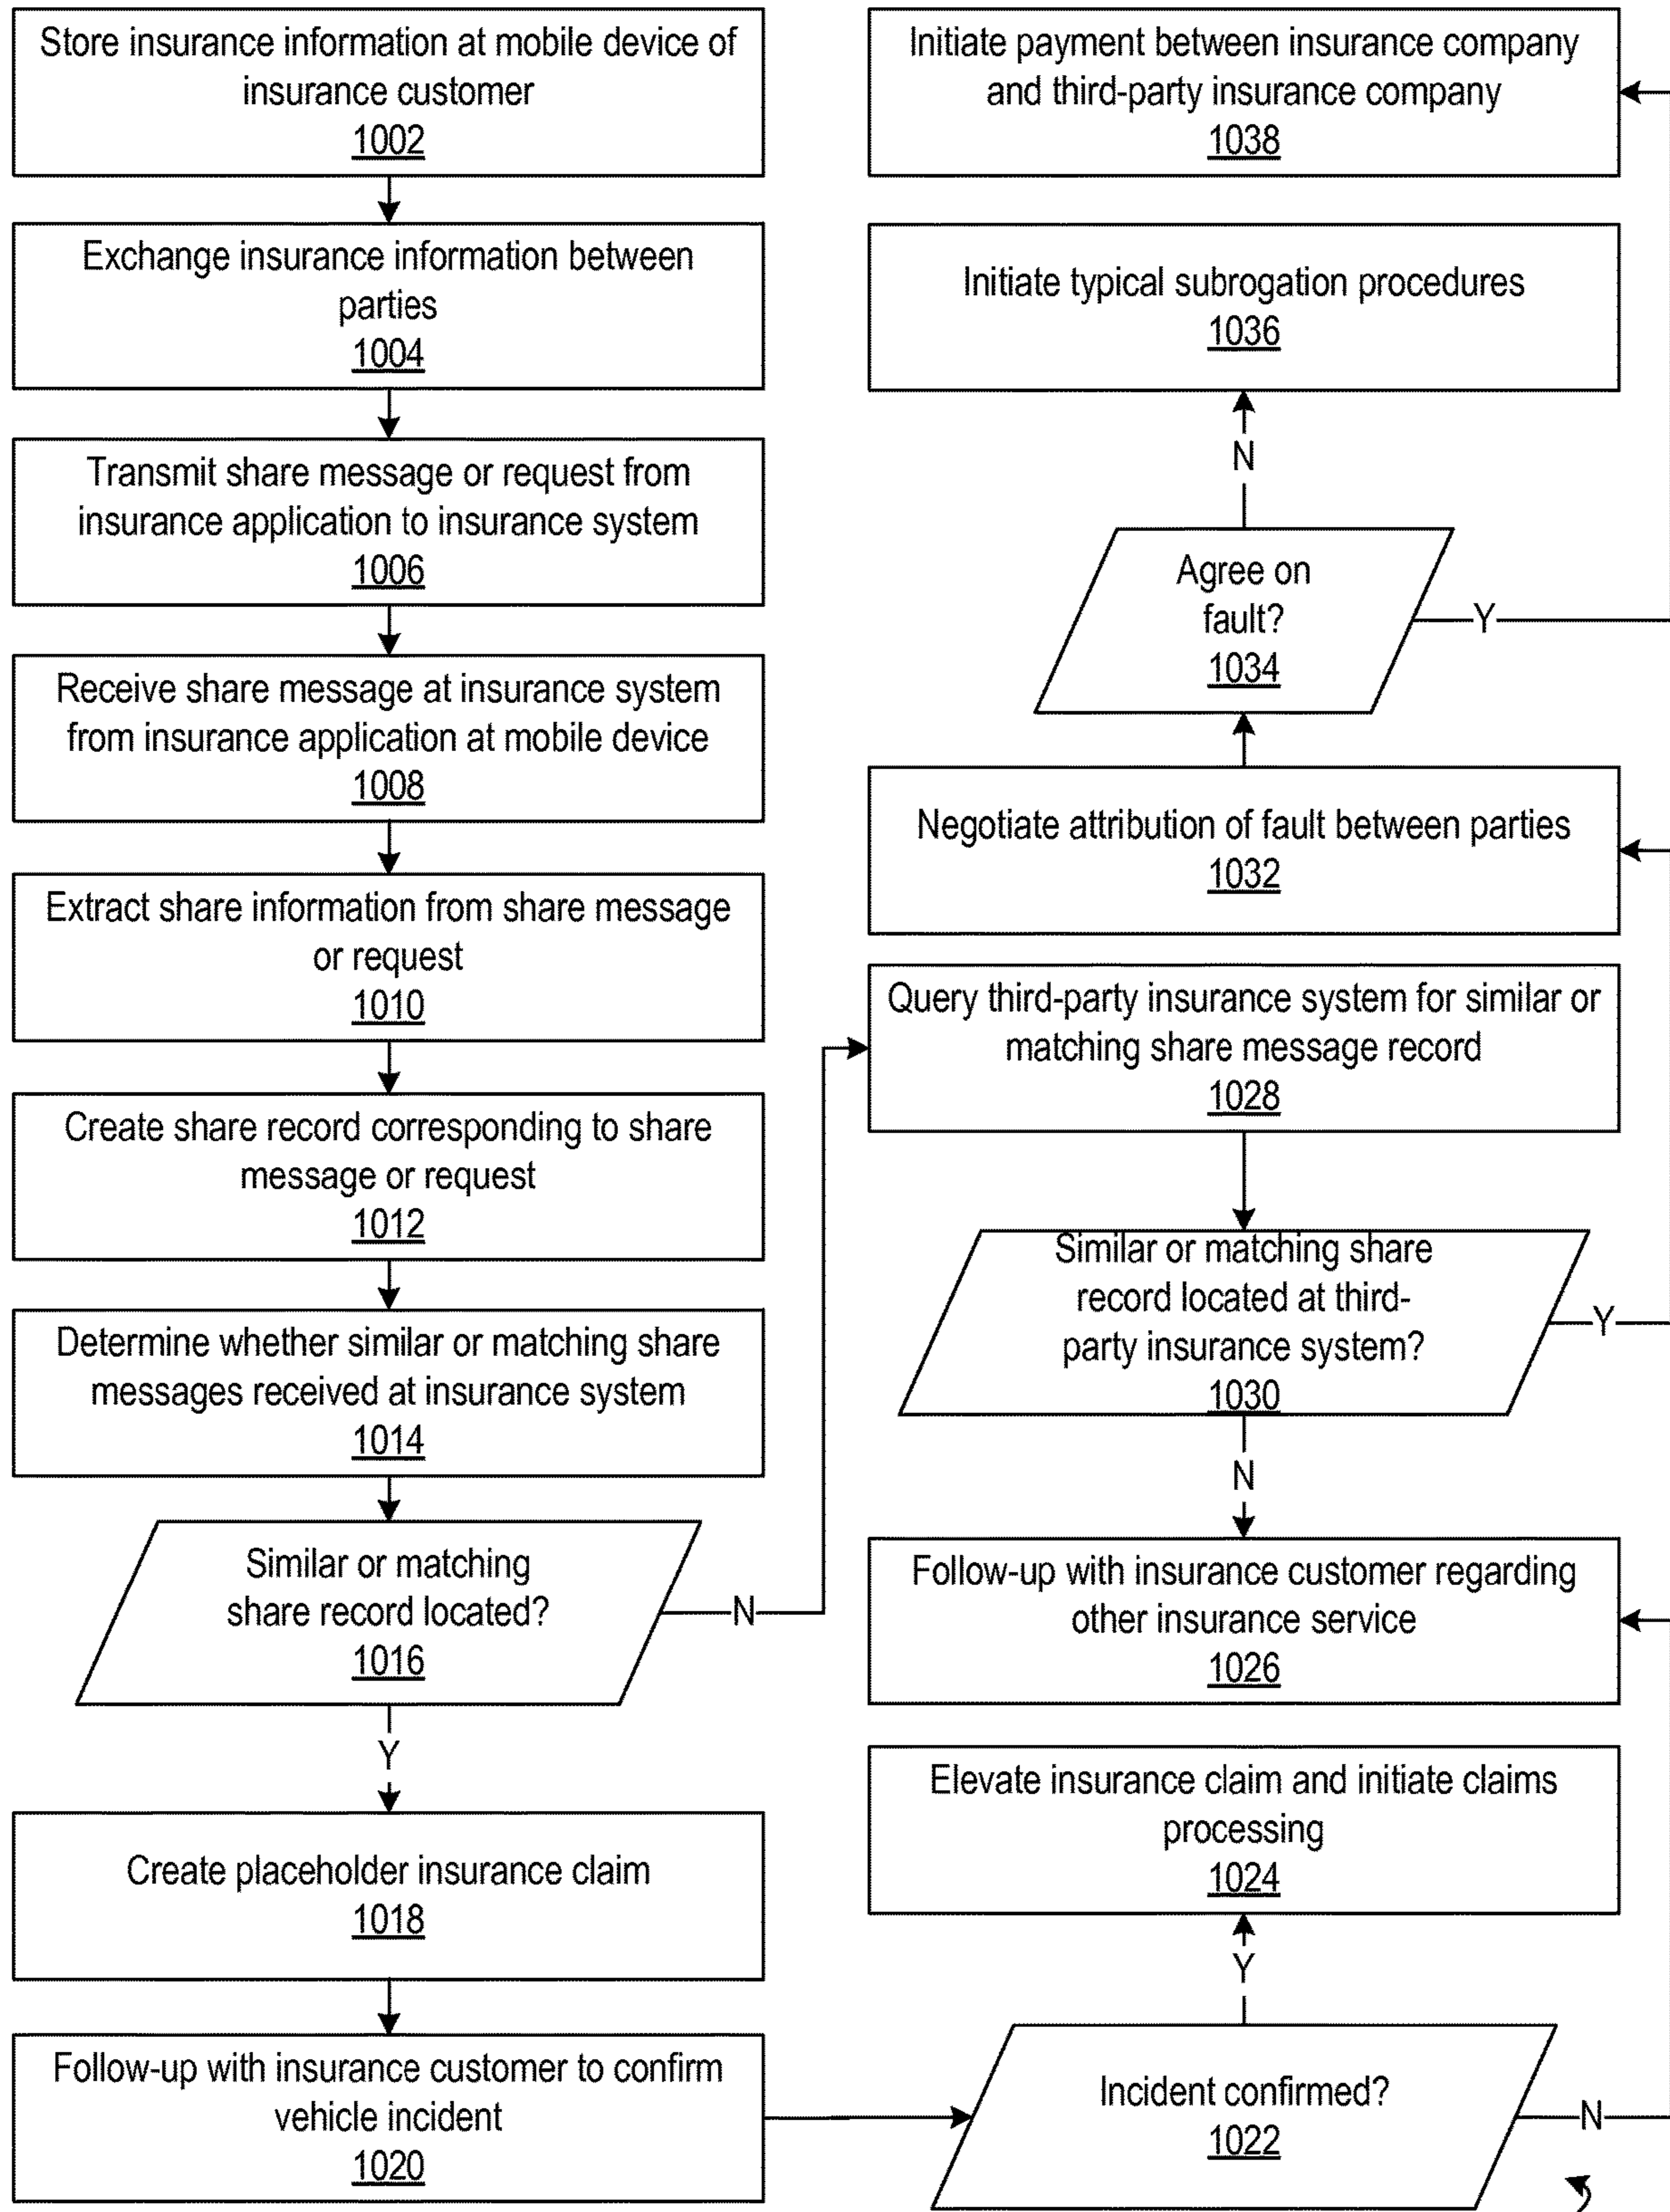 Store insurance information at mobile device of
insurance customer
1002
Exchange insurance information between
parties
1004
Transmit share message or request from
insurance application to insurance system
1006
Receive share message at insurance system
from insurance application at mobile device
1008
Extract share information from share message
or request
1010
Create share record corresponding to share
message or request
1012
Determine whether similar or matching share
messages received at insurance system
1014
Similar or matching
share record located?
1016
N
Y
Create placeholder insurance claim
1018
Follow-up with insurance customer to confirm
vehicle incident
1020
Initiate payment between insurance company
and third-party insurance company
1038
Initiate typical subrogation procedures
1036
N
Agree on
fault?
1034
Y
Negotiate attribution of fault between parties
1032
Query third-party insurance system for similar or
matching share message record
1028
Similar or matching share
record located at third-
party insurance system?
1030
Y
N
Follow-up with insurance customer regarding
other insurance service
1026
Elevate insurance claim and initiate claims
processing
1024
Y
Incident confirmed?
1022
N